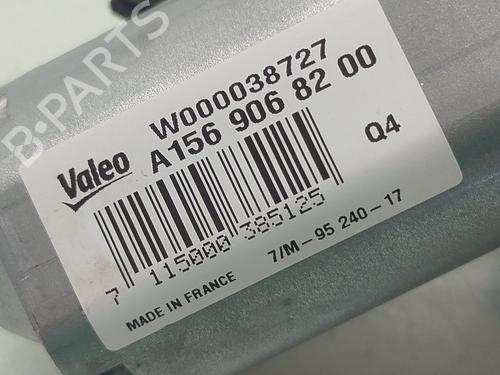 B-PARTS
W000038727
Valeo A156 906 82 00
Q4
7 115000 385125
7/M-95 240-17
MADE IN FRANCE